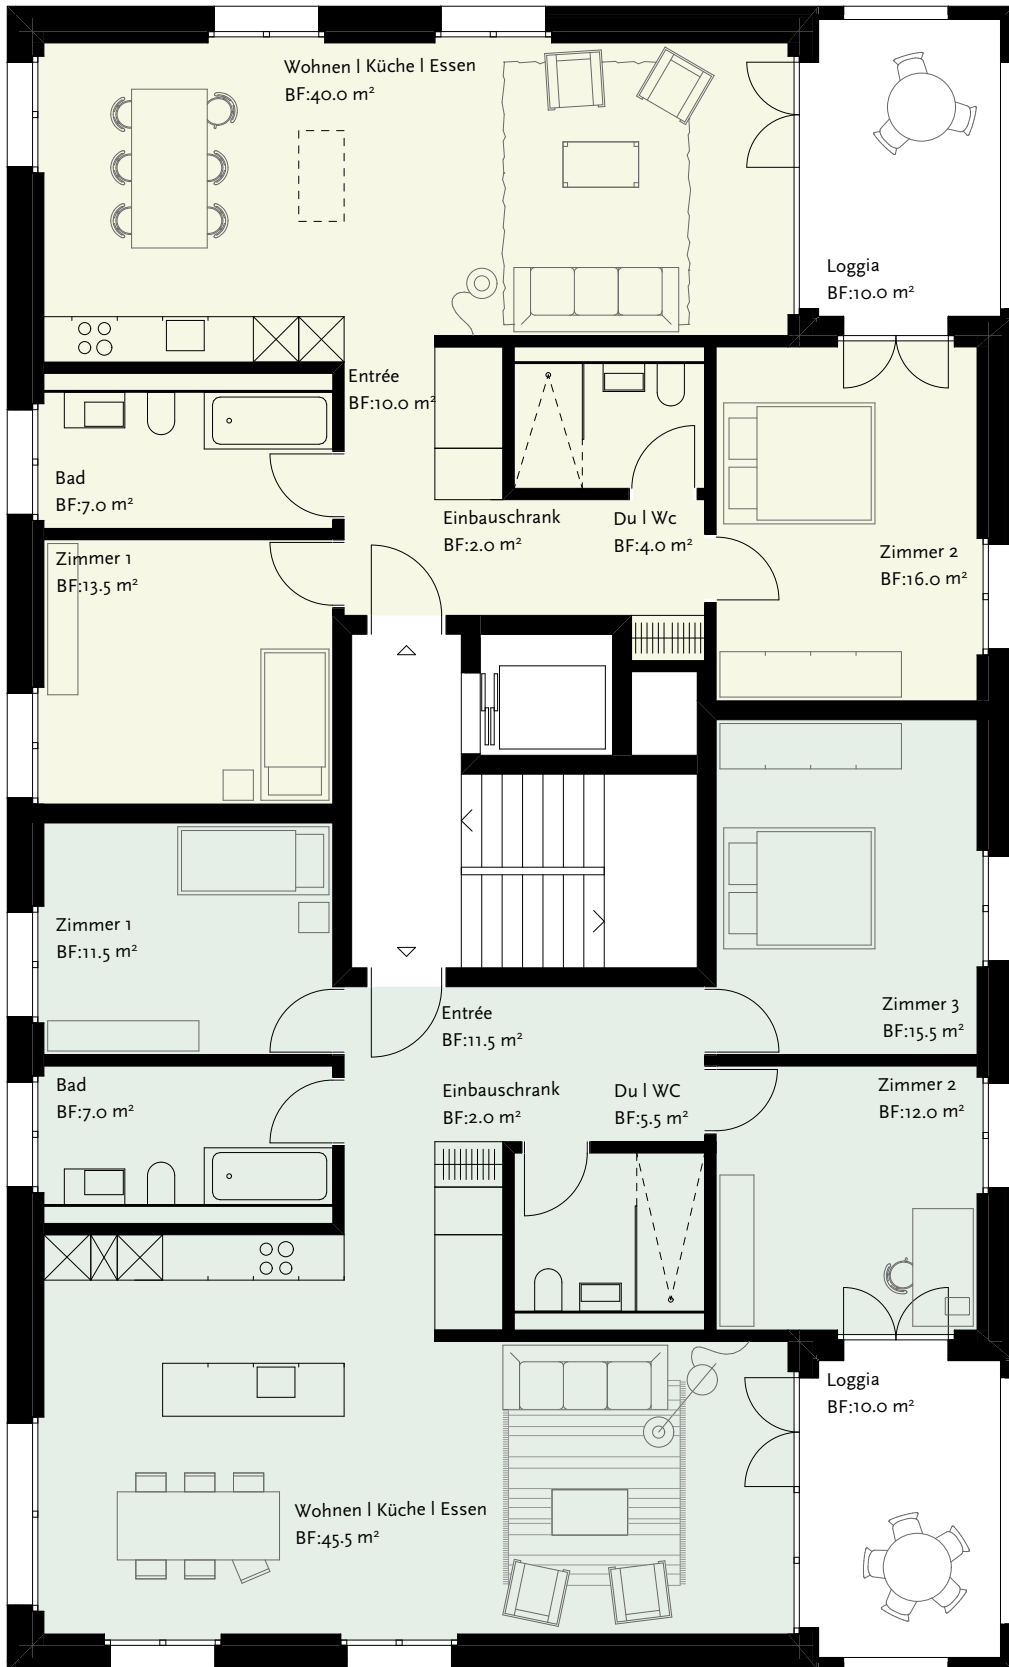 Wohnen | Küche | Essen
BF:40.0 m²
Loggia
BF:10.0 m²
Entrée
BF:10.0 m²
Bad
BF:7.0 m²
Einbauschrank
BF:2.0 m²
Du | Wc
BF:4.0 m²
Zimmer 1
BF:13.5 m²
Zimmer 2
BF:16.0 m²
Zimmer 1
BF:11.5 m²
Entrée
BF:11.5 m²
Zimmer 3
BF:15.5 m²
Bad
BF:7.0 m²
Einbauschrank
BF:2.0 m²
Du | WC
BF:5.5 m²
Zimmer 2
BF:12.0 m²
Loggia
BF:10.0 m²
Wohnen | Küche | Essen
BF:45.5 m²